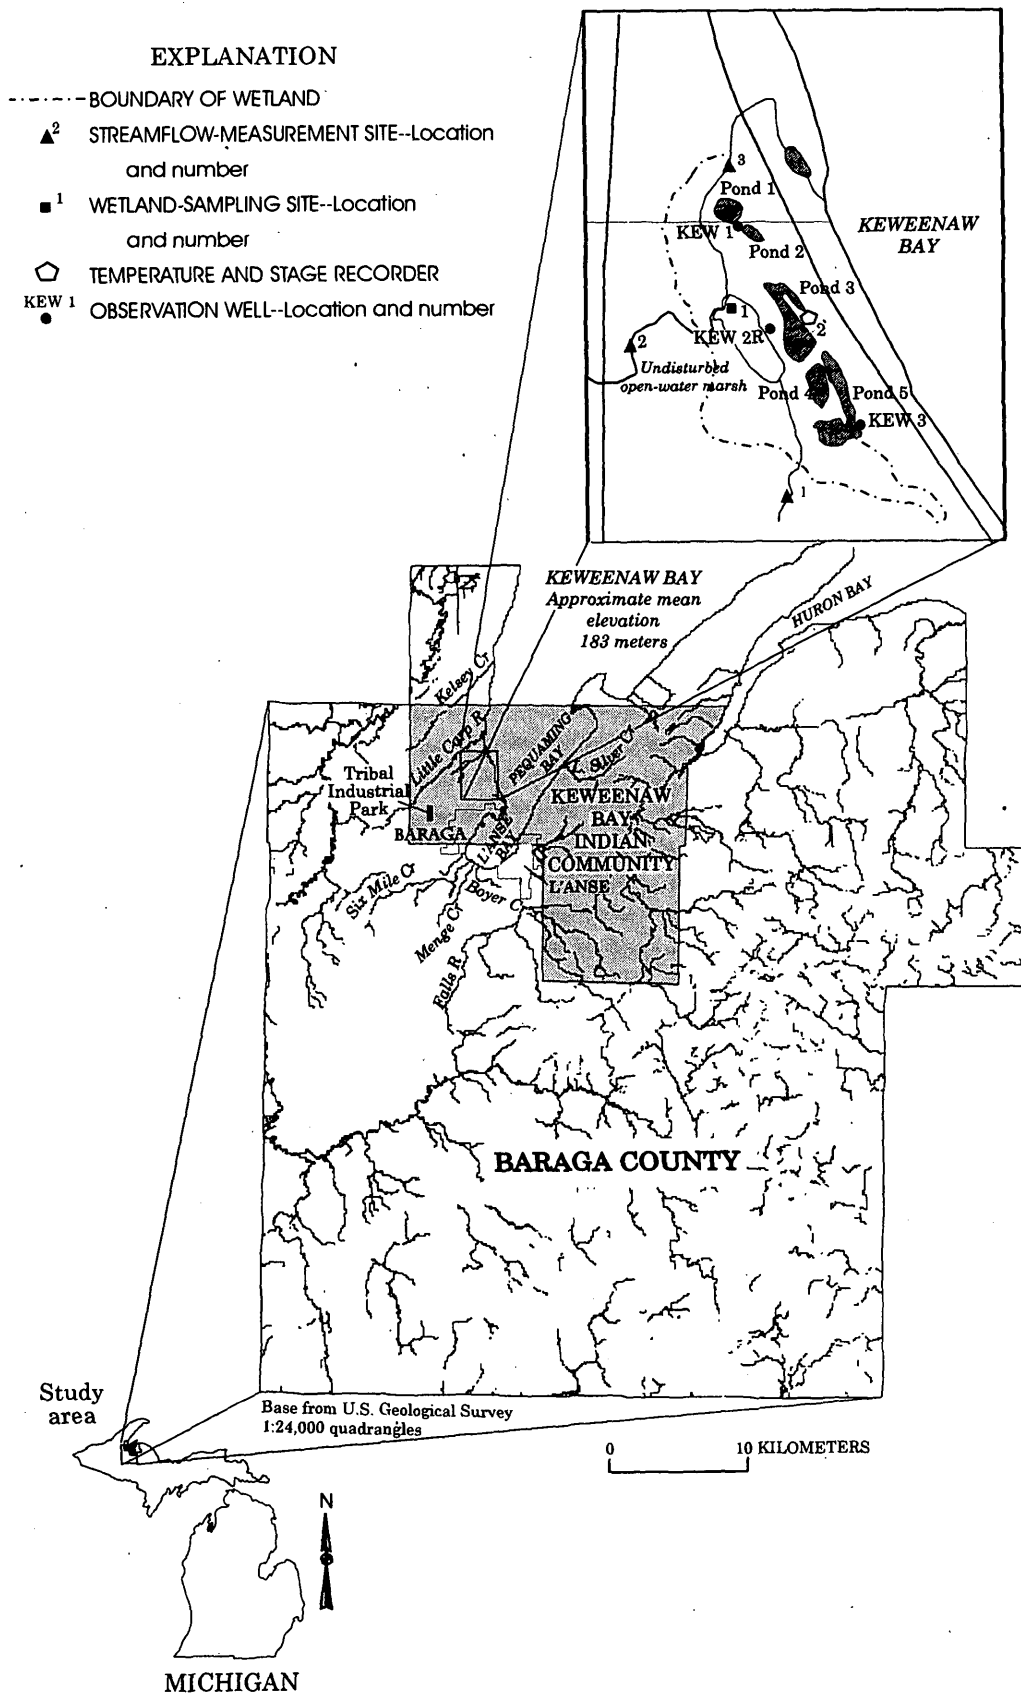 EXPLANATION
BOUNDARY OF WETLAND
2 STREAMFLOW-MEASUREMENT SITE--Location
and number
1 WETLAND-SAMPLING SITE--Location
and number
TEMPERATURE AND STAGE RECORDER
KEW 1 OBSERVATION WELL--Location and number
3
Pond 1
KEW 1
Pond 2
KEWEENAW
BAY
Pond 3
1
2
KEW 2R
2
Undisturbed
open-water marsh
Pond 4
Pond 5
KEW 3
1
KEWEENAW BAY
Approximate mean
elevation
183 meters
HURON BAY
Kelsey Cr
Little Carp R
PEQUAMING
BAY
Silver Cr
Tribal
Industrial
Park
BARAGA
L'ANSE
BAY
KEWEENAW
BAY
INDIAN
COMMUNITY
L'ANSE
Six Mile Cr
Boyer Cr
Menge Cr
Falls R
BARAGA COUNTY
Study
area
Base from U.S. Geological Survey
1:24,000 quadrangles
0 10 KILOMETERS
N
MICHIGAN